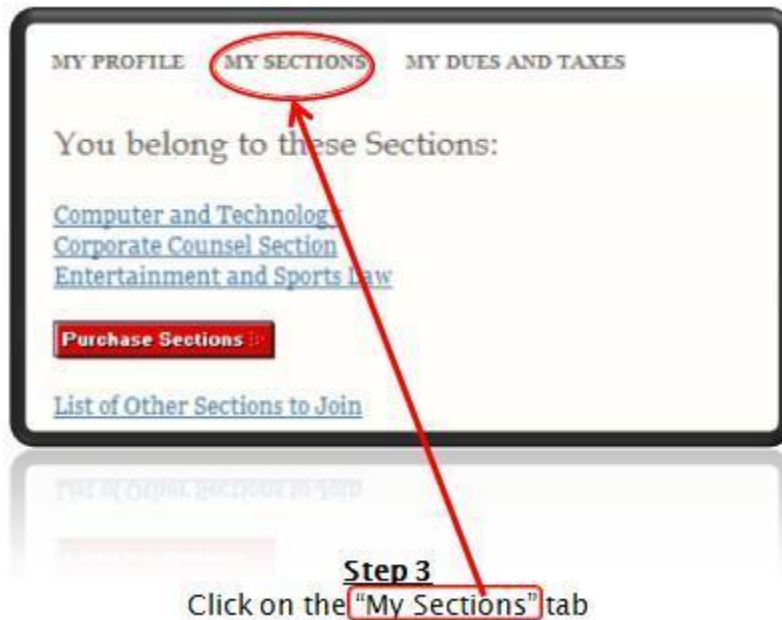 MY PROFILE MY SECTIONS MY DUES AND TAXES
You belong to these Sections:
Computer and Technology
Corporate Counsel Section
Entertainment and Sports Law
Purchase Sections
List of Other Sections to Join
Step 3
Click on the "My Sections" tab